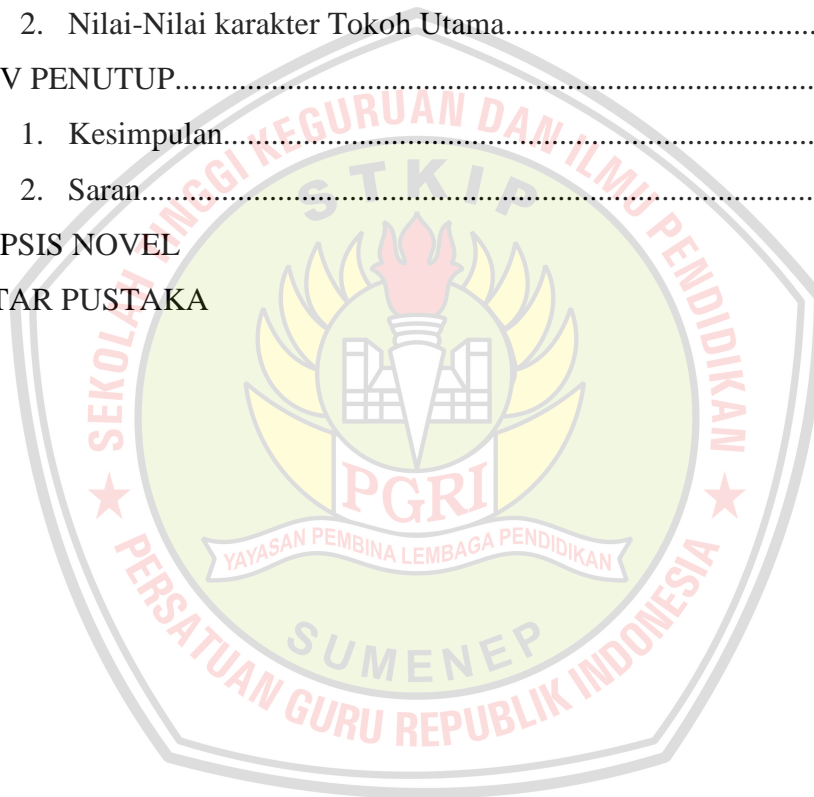 2. Nilai-Nilai karakter Tokoh Utama................................
V PENUTUP................................................................
1. Kesimpulan................................................................
2. Saran................................................................
PSIS NOVEL
TAR PUSTAKA
SEKOLAH TINGGI KEGURUAN DAN ILMU PENDIDIKAN
STKIP
PGRI
YAYASAN PEMBINA LEMBAGA PENDIDIKAN
SUMENEP
★ PERSATUAN GURU REPUBLIK INDONESIA ★